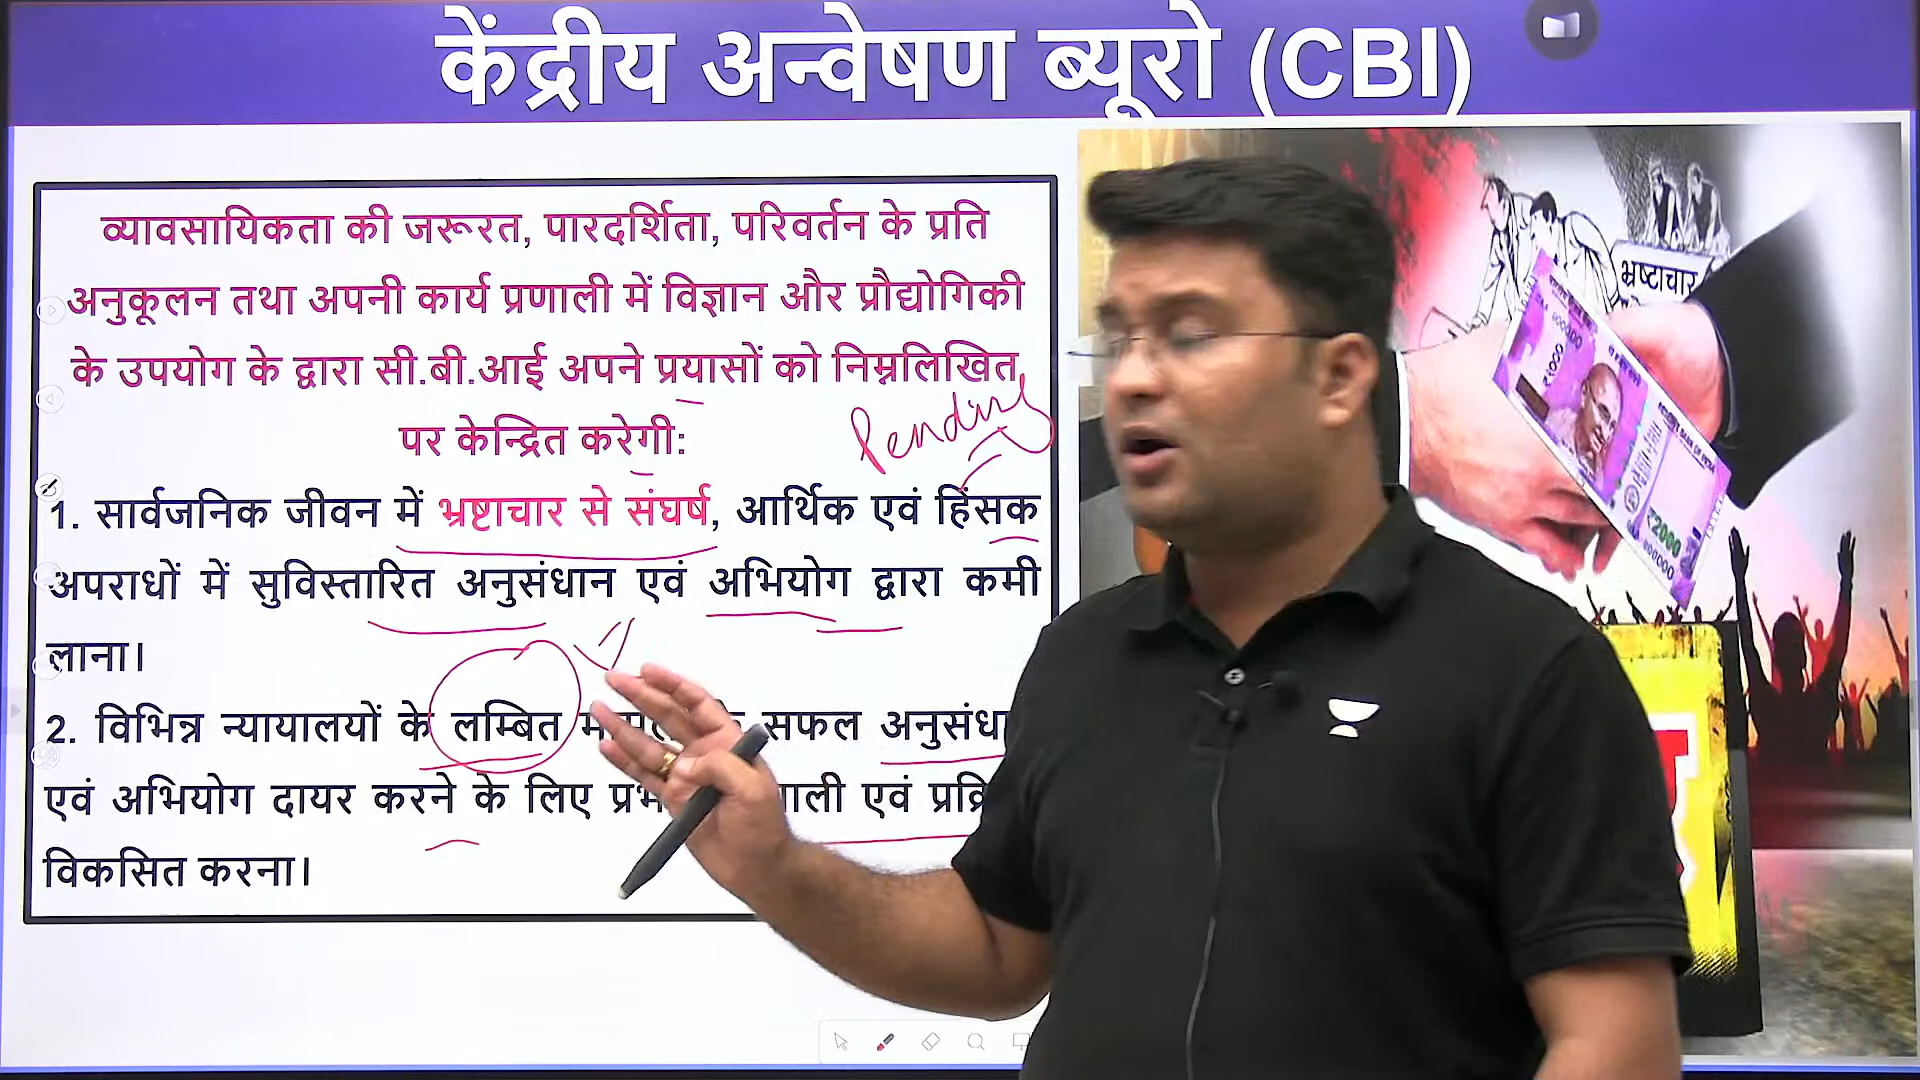 केंद्रीय अन्वेषण ब्यूरो (CBI)
व्यावसायिकता की जरूरत, पारदर्शिता, परिवर्तन के प्रति
अनुकूलन तथा अपनी कार्य प्रणाली में विज्ञान और प्रौद्योगिकी
के उपयोग के द्वारा सी.बी.आई अपने प्रयासों को निम्नलिखित
पर केन्द्रित करेगी:
Pending
1. सार्वजनिक जीवन में भ्रष्टाचार से संघर्ष, आर्थिक एवं हिंसक
अपराधों में सुविस्तारित अनुसंधान एवं अभियोग द्वारा कमी
लाना।
2. विभिन्न न्यायालयों के लम्बित सफल
एवं अभियोग दायर करने के लिए एवं
विकसित करना।
भ्रष्टाचार
₹2000